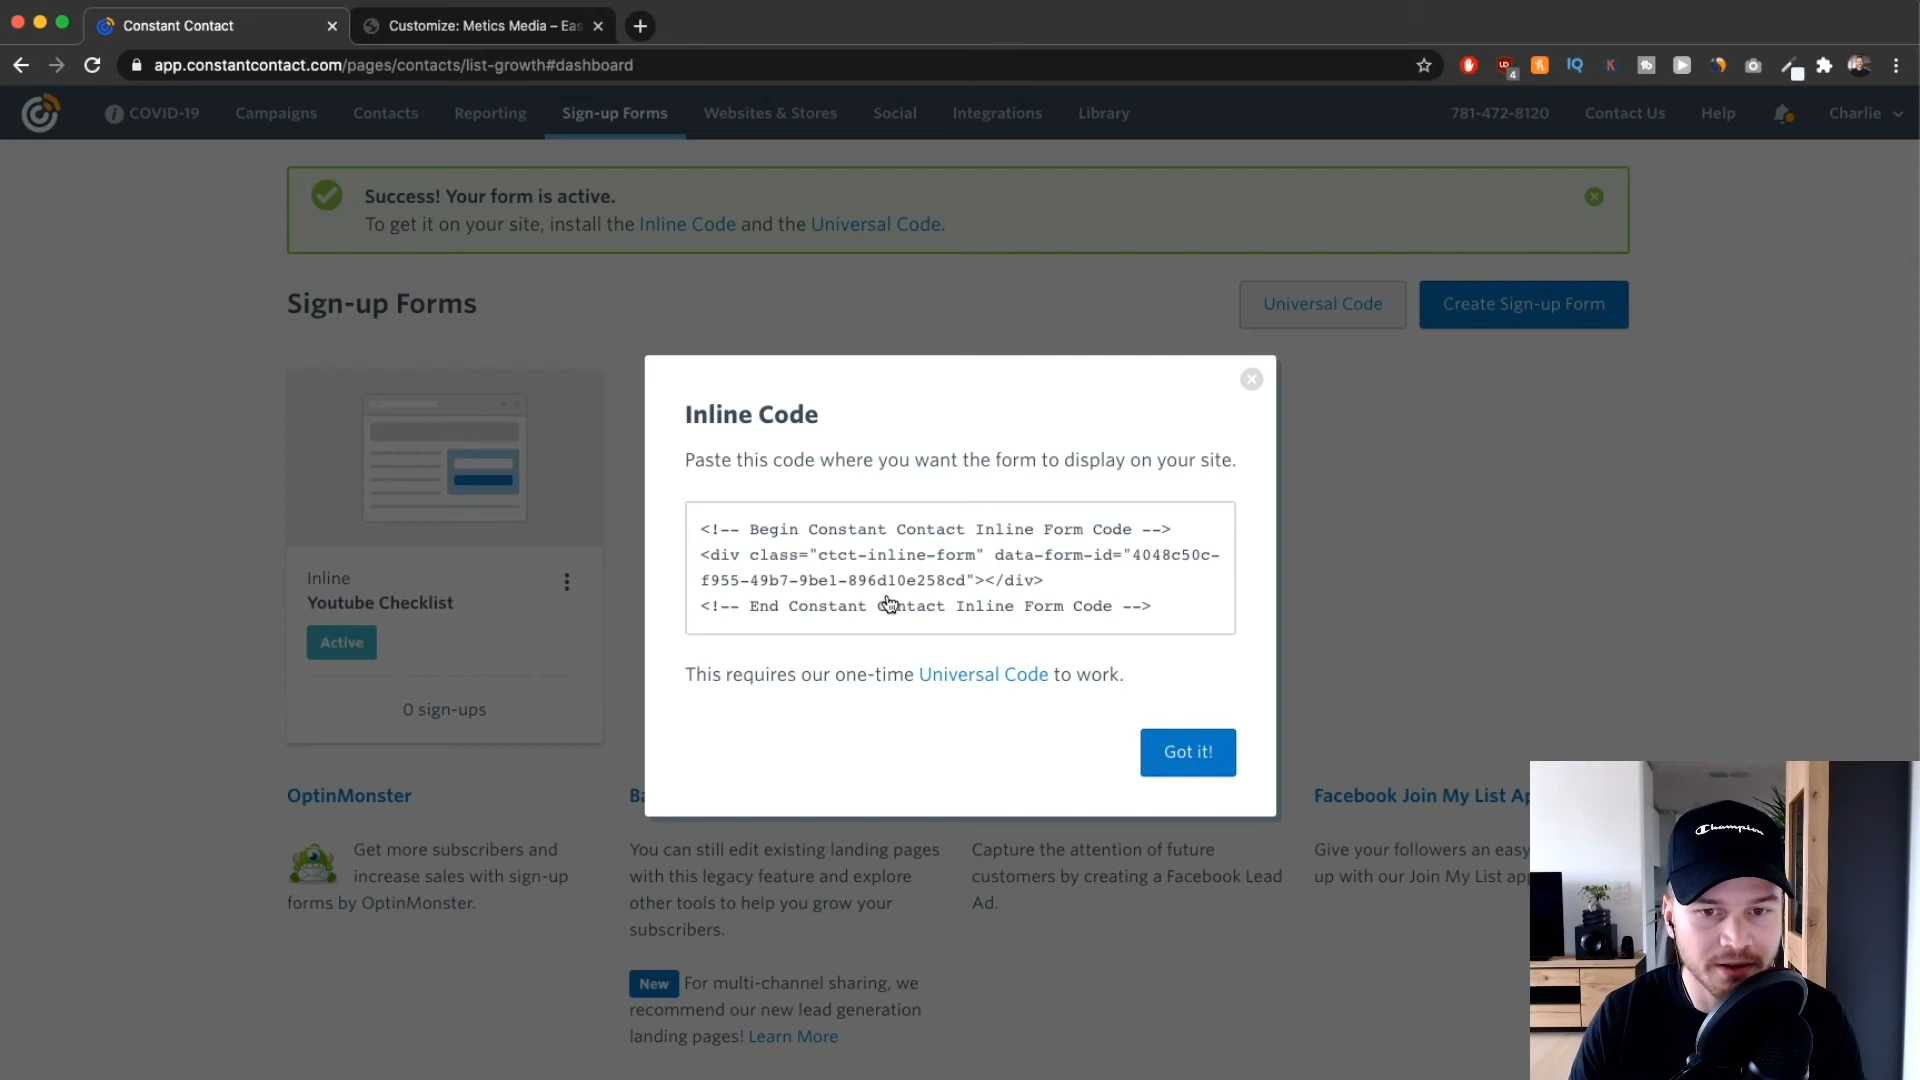 Constant Contact
Customize: Metics Media – Eas
app.constantcontact.com/pages/contacts/list-growth#dashboard
4
COVID-19
Campaigns
Contacts
Reporting
Sign-up Forms
Websites & Stores
Social
Integrations
Library
781-472-8120
Contact Us
Help
Charlie
Success! Your form is active.
To get it on your site, install the Inline Code and the Universal Code.
Sign-up Forms
Universal Code
Create Sign-up Form
Inline Code
Paste this code where you want the form to display on your site.
<!-- Begin Constant Contact Inline Form Code -->
<div class="ctct-inline-form" data-form-id="4048c50c-
f955-49b7-9be1-896d10e258cd"></div>
<!-- End Constant Contact Inline Form Code -->
This requires our one-time Universal Code to work.
Got it!
Inline
Youtube Checklist
Active
0 sign-ups
OptinMonster
Get more subscribers and
increase sales with sign-up
forms by OptinMonster.
Ba
You can still edit existing landing pages
with this legacy feature and explore
other tools to help you grow your
subscribers.
New For multi-channel sharing, we
recommend our new lead generation
landing pages! Learn More
Capture the attention of future
customers by creating a Facebook Lead
Ad.
Facebook Join My List Ap
Give your followers an easy
up with our Join My List app
Champion